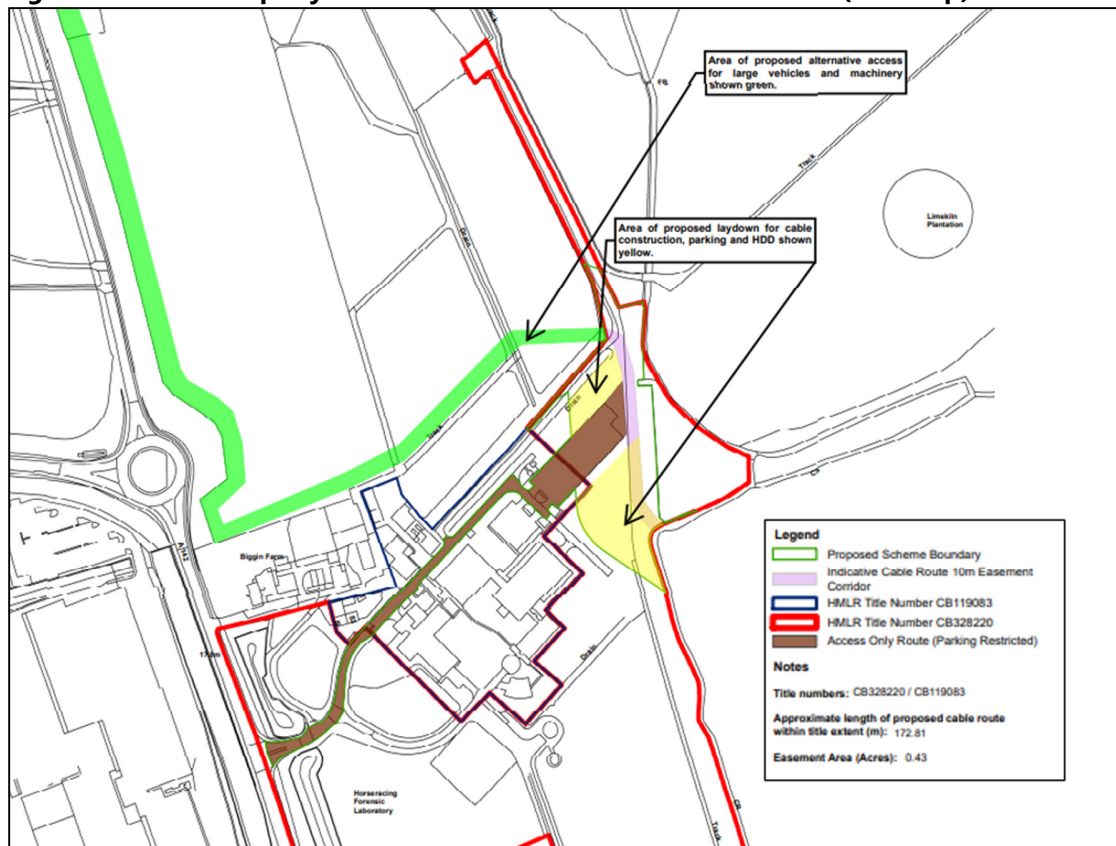 Area of proposed alternative access
for large vehicles and machinery
shown green.
FB
Track
Limekiln
Plantation
Drain
Area of proposed laydown for cable
construction, parking and HDD shown
yellow.
Drain
Track
A142
Biggin Farm
Drain
Horseracing
Forensic
Laboratory
CR
Track
Legend
Proposed Scheme Boundary
Indicative Cable Route 10m Easement
Corridor
HMLR Title Number CB119083
HMLR Title Number CB328220
Access Only Route (Parking Restricted)
Notes
Title numbers: CB328220 / CB119083
Approximate length of proposed cable route
within title extent (m): 172.81
Easement Area (Acres): 0.43